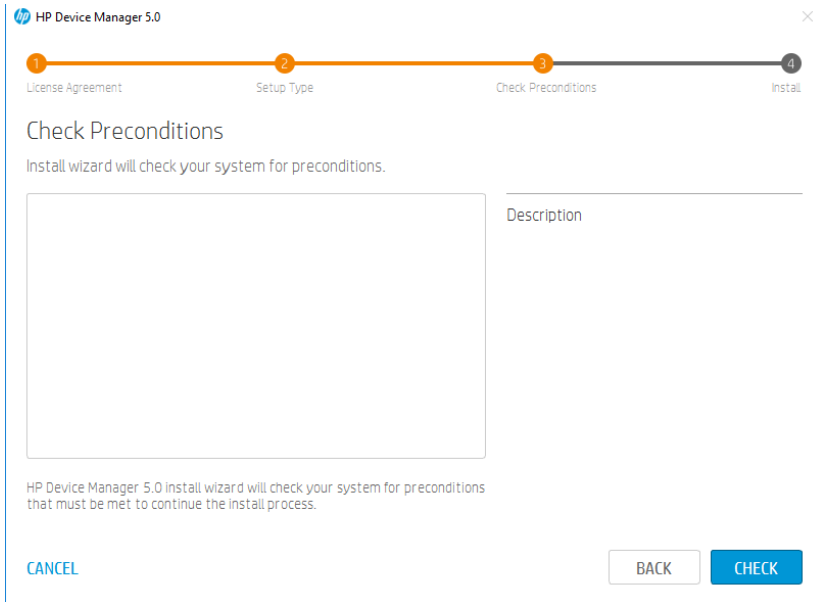 hp HP Device Manager 5.0
1 2 3 4
License Agreement Setup Type Check Preconditions Install
Check Preconditions
Install wizard will check your system for preconditions.
Description
HP Device Manager 5.0 install wizard will check your system for preconditions
that must be met to continue the install process.
CANCEL BACK CHECK